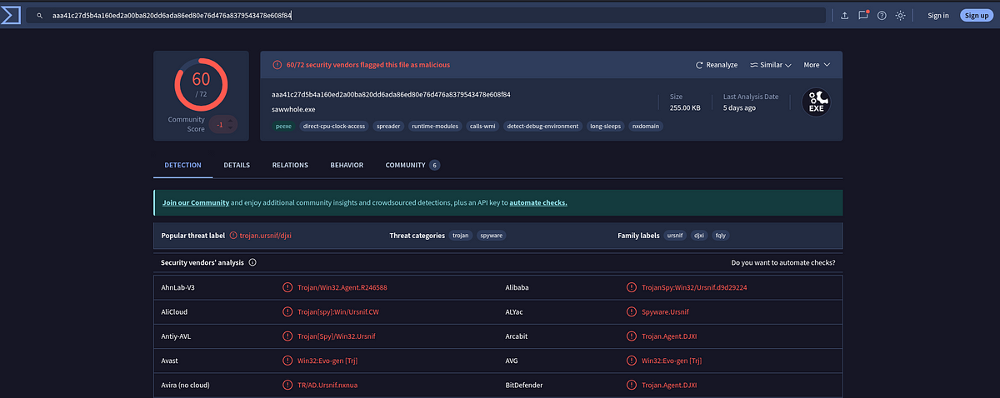 aaa41c27d5b4a160ed2a00ba820dd6ada86ed80e76d476a8379543478e608f84
Sign in
Sign up
60
/ 72
Community Score
-1
60/72 security vendors flagged this file as malicious
Reanalyze
Similar
More
aaa41c27d5b4a160ed2a00ba820dd6ada86ed80e76d476a8379543478e608f84
sawwhole.exe
Size
255.00 KB
Last Analysis Date
5 days ago
EXE
peexe
direct-cpu-clock-access
spreader
runtime-modules
calls-wmi
detect-debug-environment
long-sleeps
nxdomain
DETECTION
DETAILS
RELATIONS
BEHAVIOR
COMMUNITY 6
Join our Community and enjoy additional community insights and crowdsourced detections, plus an API key to automate checks.
Popular threat label trojan.ursnif/djxi
Threat categories trojan spyware
Family labels ursnif djxi fqly
Security vendors' analysis
Do you want to automate checks?
AhnLab-V3 Trojan/Win32.Agent.R246588
Alibaba TrojanSpy:Win32/Ursnif.d9d29224
AliCloud Trojan[spy]:Win/Ursnif.CW
ALYac Spyware.Ursnif
Antiy-AVL Trojan[Spy]/Win32.Ursnif
Arcabit Trojan.Agent.DJXI
Avast Win32:Evo-gen [Trj]
AVG Win32:Evo-gen [Trj]
Avira (no cloud) TR/AD.Ursnif.nxnua
BitDefender Trojan.Agent.DJXI